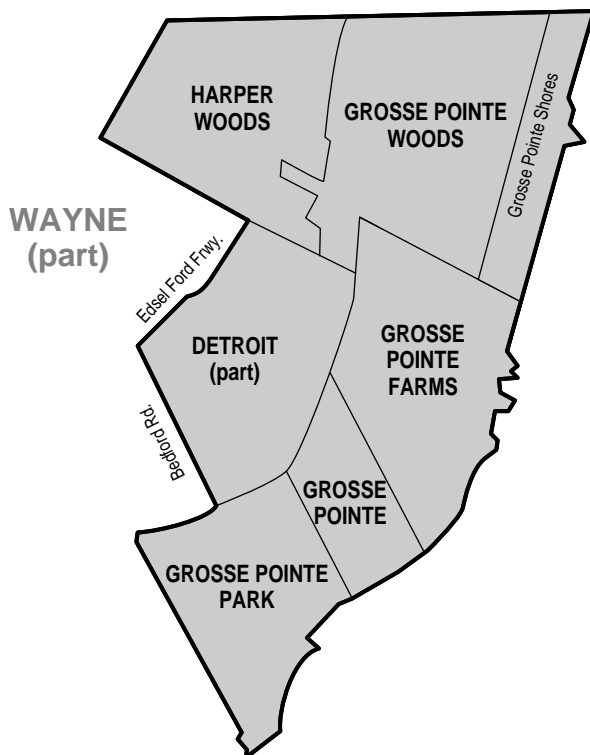 HARPER
WOODS
GROSSE POINTE
WOODS
Grosse Pointe Shores
WAYNE
(part)
Edsel Ford Frwy.
DETROIT
(part)
GROSSE
POINTE
FARMS
Bedford Rd.
GROSSE
POINTE
GROSSE POINTE
PARK